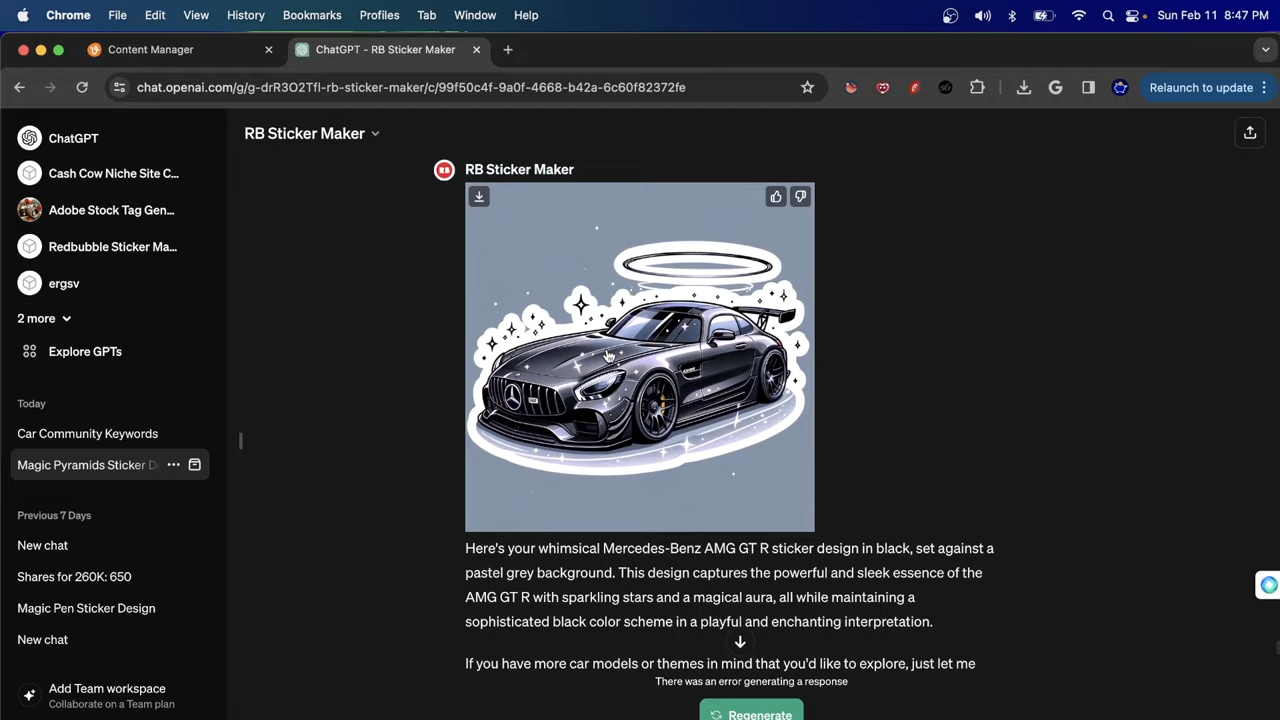 Chrome File Edit View History Bookmarks Profiles Tab Window Help Sun Feb 11 8:47 PM
Content Manager ChatGPT - RB Sticker Maker
chat.openai.com/g/g-drR3O2Tfl-rb-sticker-maker/c/99f50c4f-9a0f-4668-b42a-6c60f82372fe Relaunch to update
ChatGPT
Cash Cow Niche Site C...
Adobe Stock Tag Gen...
Redbubble Sticker Ma...
ergsv
2 more
Explore GPTs
Today
Car Community Keywords
Magic Pyramids Sticker D
Previous 7 Days
New chat
Shares for 260K: 650
Magic Pen Sticker Design
New chat
Add Team workspace
Collaborate on a Team plan
RB Sticker Maker
RB Sticker Maker
Here's your whimsical Mercedes-Benz AMG GT R sticker design in black, set against a
pastel grey background. This design captures the powerful and sleek essence of the
AMG GT R with sparkling stars and a magical aura, all while maintaining a
sophisticated black color scheme in a playful and enchanting interpretation.
If you have more car models or themes in mind that you'd like to explore, just let me
There was an error generating a response
Regenerate